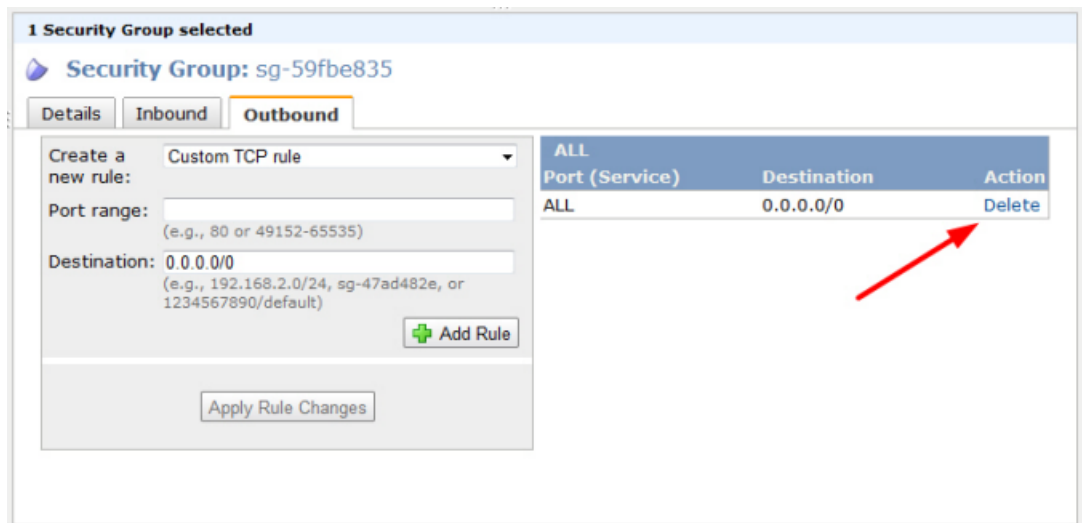 1 Security Group selected
Security Group: sg-59fbe835
Details Inbound Outbound
Create a new rule:
Custom TCP rule
Port range:
(e.g., 80 or 49152-65535)
Destination: 0.0.0.0/0
(e.g., 192.168.2.0/24, sg-47ad482e, or
1234567890/default)
Add Rule
Apply Rule Changes
ALL
Port (Service) Destination Action
ALL 0.0.0.0/0 Delete